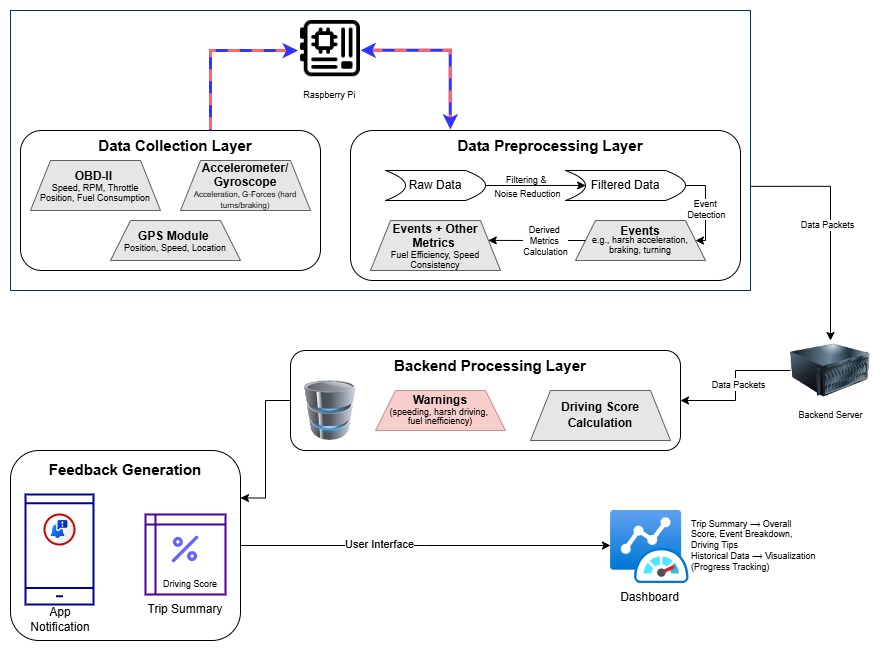 Raspberry Pi
Data Collection Layer
OBD-II
Speed, RPM, Throttle
Position, Fuel Consumption
Accelerometer/
Gyroscope
Acceleration, G-Forces (hard
turns/braking)
GPS Module
Position, Speed, Location
Data Preprocessing Layer
Raw Data
Filtering &
Noise Reduction
Filtered Data
Event
Detection
Events
e.g., harsh acceleration,
braking, turning
Derived
Metrics
Calculation
Events + Other
Metrics
Fuel Efficiency, Speed
Consistency
Data Packets
Backend Server
Data Packets
Backend Processing Layer
Warnings
(speeding, harsh driving,
fuel inefficiency)
Driving Score
Calculation
Feedback Generation
App
Notification
Driving Score
Trip Summary
User Interface
Dashboard
Trip Summary → Overall
Score, Event Breakdown,
Driving Tips
Historical Data → Visualization
(Progress Tracking)